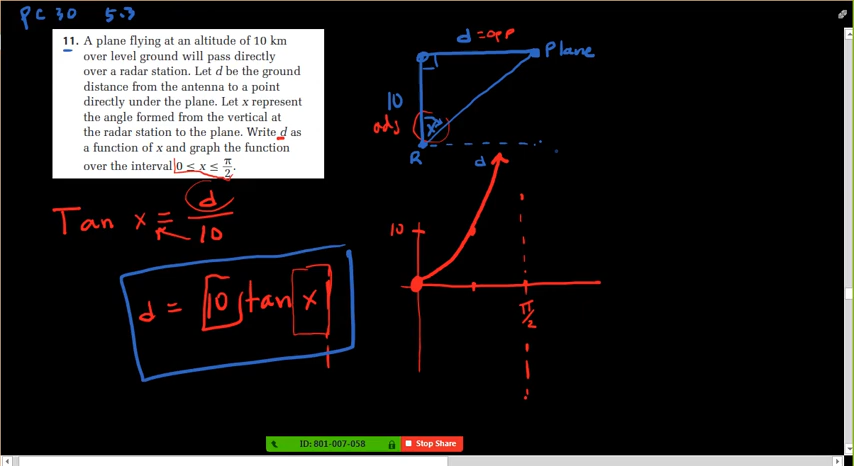 PC 30 5.3
11. A plane flying at an altitude of 10 km
over level ground will pass directly
over a radar station. Let d be the ground
distance from the antenna to a point
directly under the plane. Let x represent
the angle formed from the vertical at
the radar station to the plane. Write d as
a function of x and graph the function
over the interval 0 ≤ x ≤ π/2.
d = opp
Plane
10
adj
x
R
d
Tan x = d/10
d = 10 tan x
10
π/2
ID: 801-007-058
Stop Share